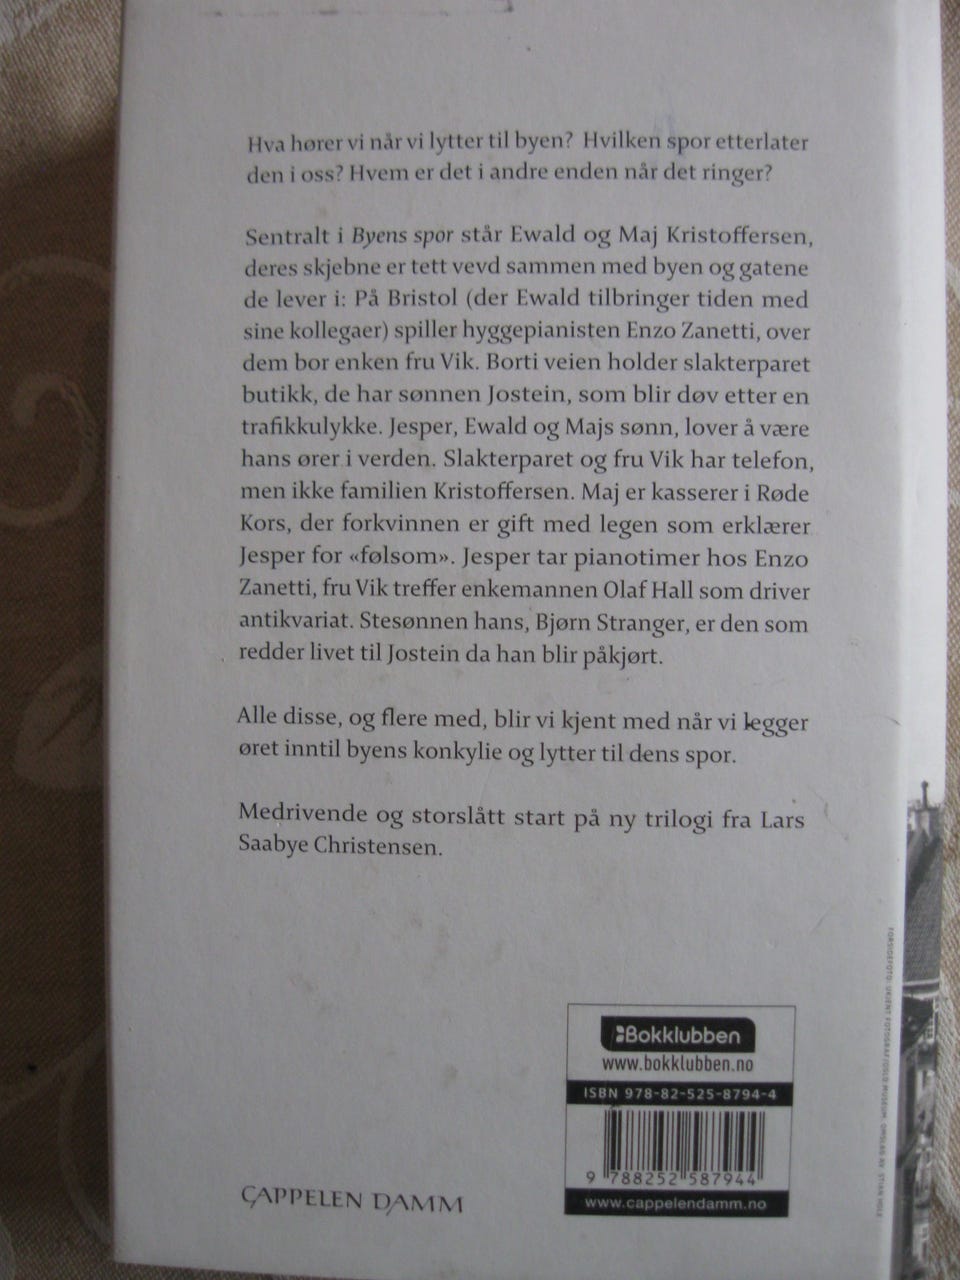 Hva hører vi når vi lytter til byen? Hvilken spor etterlater
den i oss? Hvem er det i andre enden når det ringer?
Sentralt i Byens spor står Ewald og Maj Kristoffersen,
deres skjebne er tett vevd sammen med byen og gatene
de lever i: På Bristol (der Ewald tilbringer tiden med
sine kollegaer) spiller hyggepianisten Enzo Zanetti, over
dem bor enken fru Vik. Borti veien holder slakterparet
butikk, de har sønnen Jostein, som blir døv etter en
trafikkulykke. Jesper, Ewald og Majs sønn, lover å være
hans ører i verden. Slakterparet og fru Vik har telefon,
men ikke familien Kristoffersen. Maj er kasserer i Røde
Kors, der forkvinnen er gift med legen som erklærer
Jesper for «følsom». Jesper tar pianotimer hos Enzo
Zanetti, fru Vik treffer enkemannen Olaf Hall som driver
antikvariat. Stesønnen hans, Bjørn Stranger, er den som
redder livet til Jostein da han blir påkjørt.
Alle disse, og flere med, blir vi kjent med når vi legger
øret inntil byens konkylie og lytter til dens spor.
Medrivende og storslått start på ny trilogi fra Lars
Saabye Christensen.
FORSIDEFOTO: UKJENT FOTOGRAF/OSLO MUSEUM. OMSLAG AV STIAN HOLE
Bokklubben
www.bokklubben.no
ISBN 978-82-525-8794-4
9 788252 587944
www.cappelendamm.no
CAPPELEN DAMM